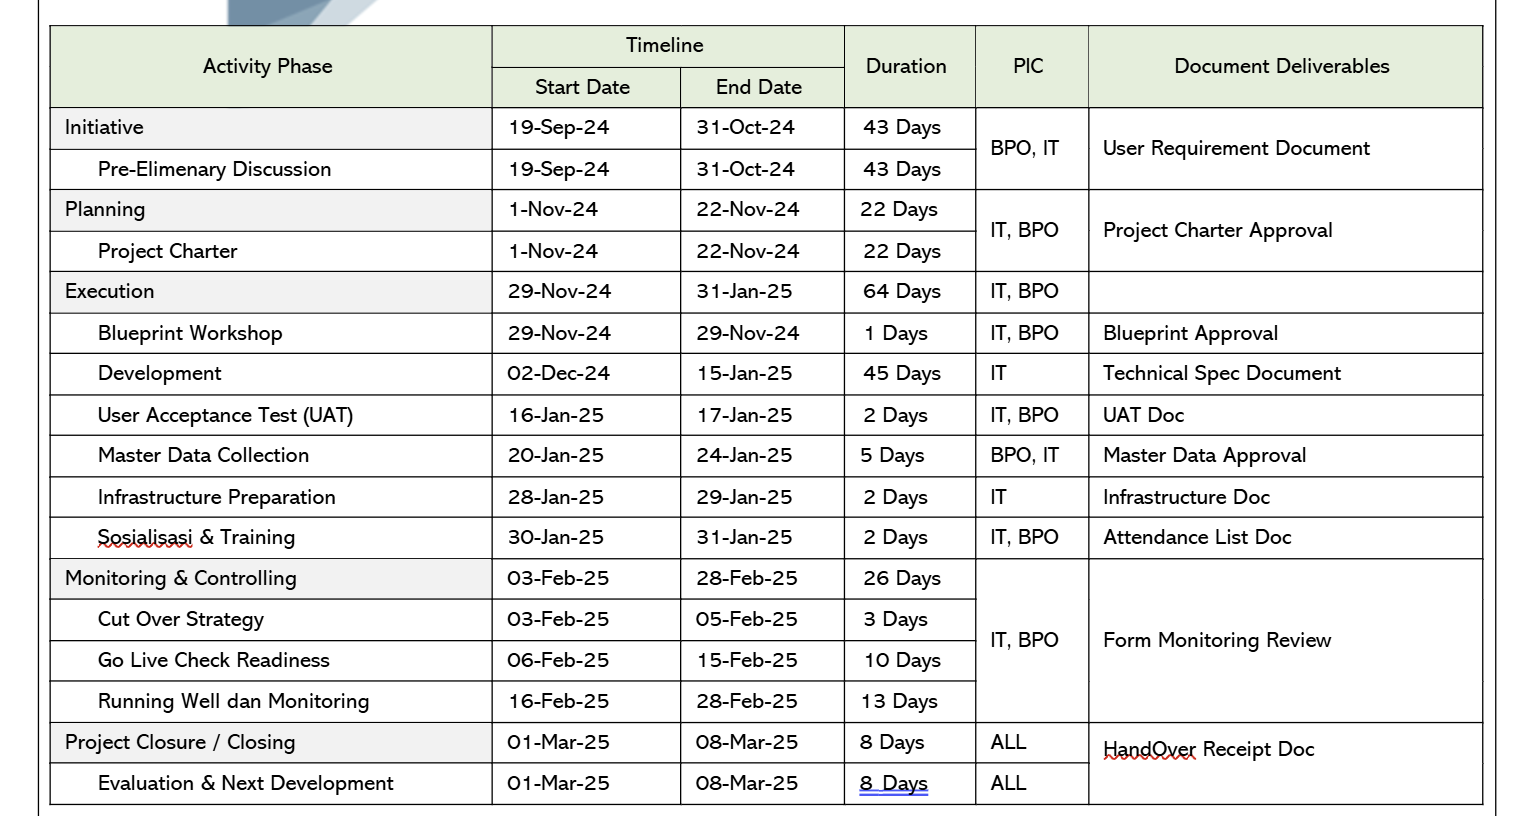 Activity Phase Timeline Duration PIC Document Deliverables
Start Date End Date
Initiative 19-Sep-24 31-Oct-24 43 Days BPO, IT User Requirement Document
Pre-Elimenary Discussion 19-Sep-24 31-Oct-24 43 Days
Planning 1-Nov-24 22-Nov-24 22 Days IT, BPO Project Charter Approval
Project Charter 1-Nov-24 22-Nov-24 22 Days
Execution 29-Nov-24 31-Jan-25 64 Days IT, BPO
Blueprint Workshop 29-Nov-24 29-Nov-24 1 Days IT, BPO Blueprint Approval
Development 02-Dec-24 15-Jan-25 45 Days IT Technical Spec Document
User Acceptance Test (UAT) 16-Jan-25 17-Jan-25 2 Days IT, BPO UAT Doc
Master Data Collection 20-Jan-25 24-Jan-25 5 Days BPO, IT Master Data Approval
Infrastructure Preparation 28-Jan-25 29-Jan-25 2 Days IT Infrastructure Doc
Sosialisasi & Training 30-Jan-25 31-Jan-25 2 Days IT, BPO Attendance List Doc
Monitoring & Controlling 03-Feb-25 28-Feb-25 26 Days IT, BPO Form Monitoring Review
Cut Over Strategy 03-Feb-25 05-Feb-25 3 Days
Go Live Check Readiness 06-Feb-25 15-Feb-25 10 Days
Running Well dan Monitoring 16-Feb-25 28-Feb-25 13 Days
Project Closure / Closing 01-Mar-25 08-Mar-25 8 Days ALL HandOver Receipt Doc
Evaluation & Next Development 01-Mar-25 08-Mar-25 8 Days ALL